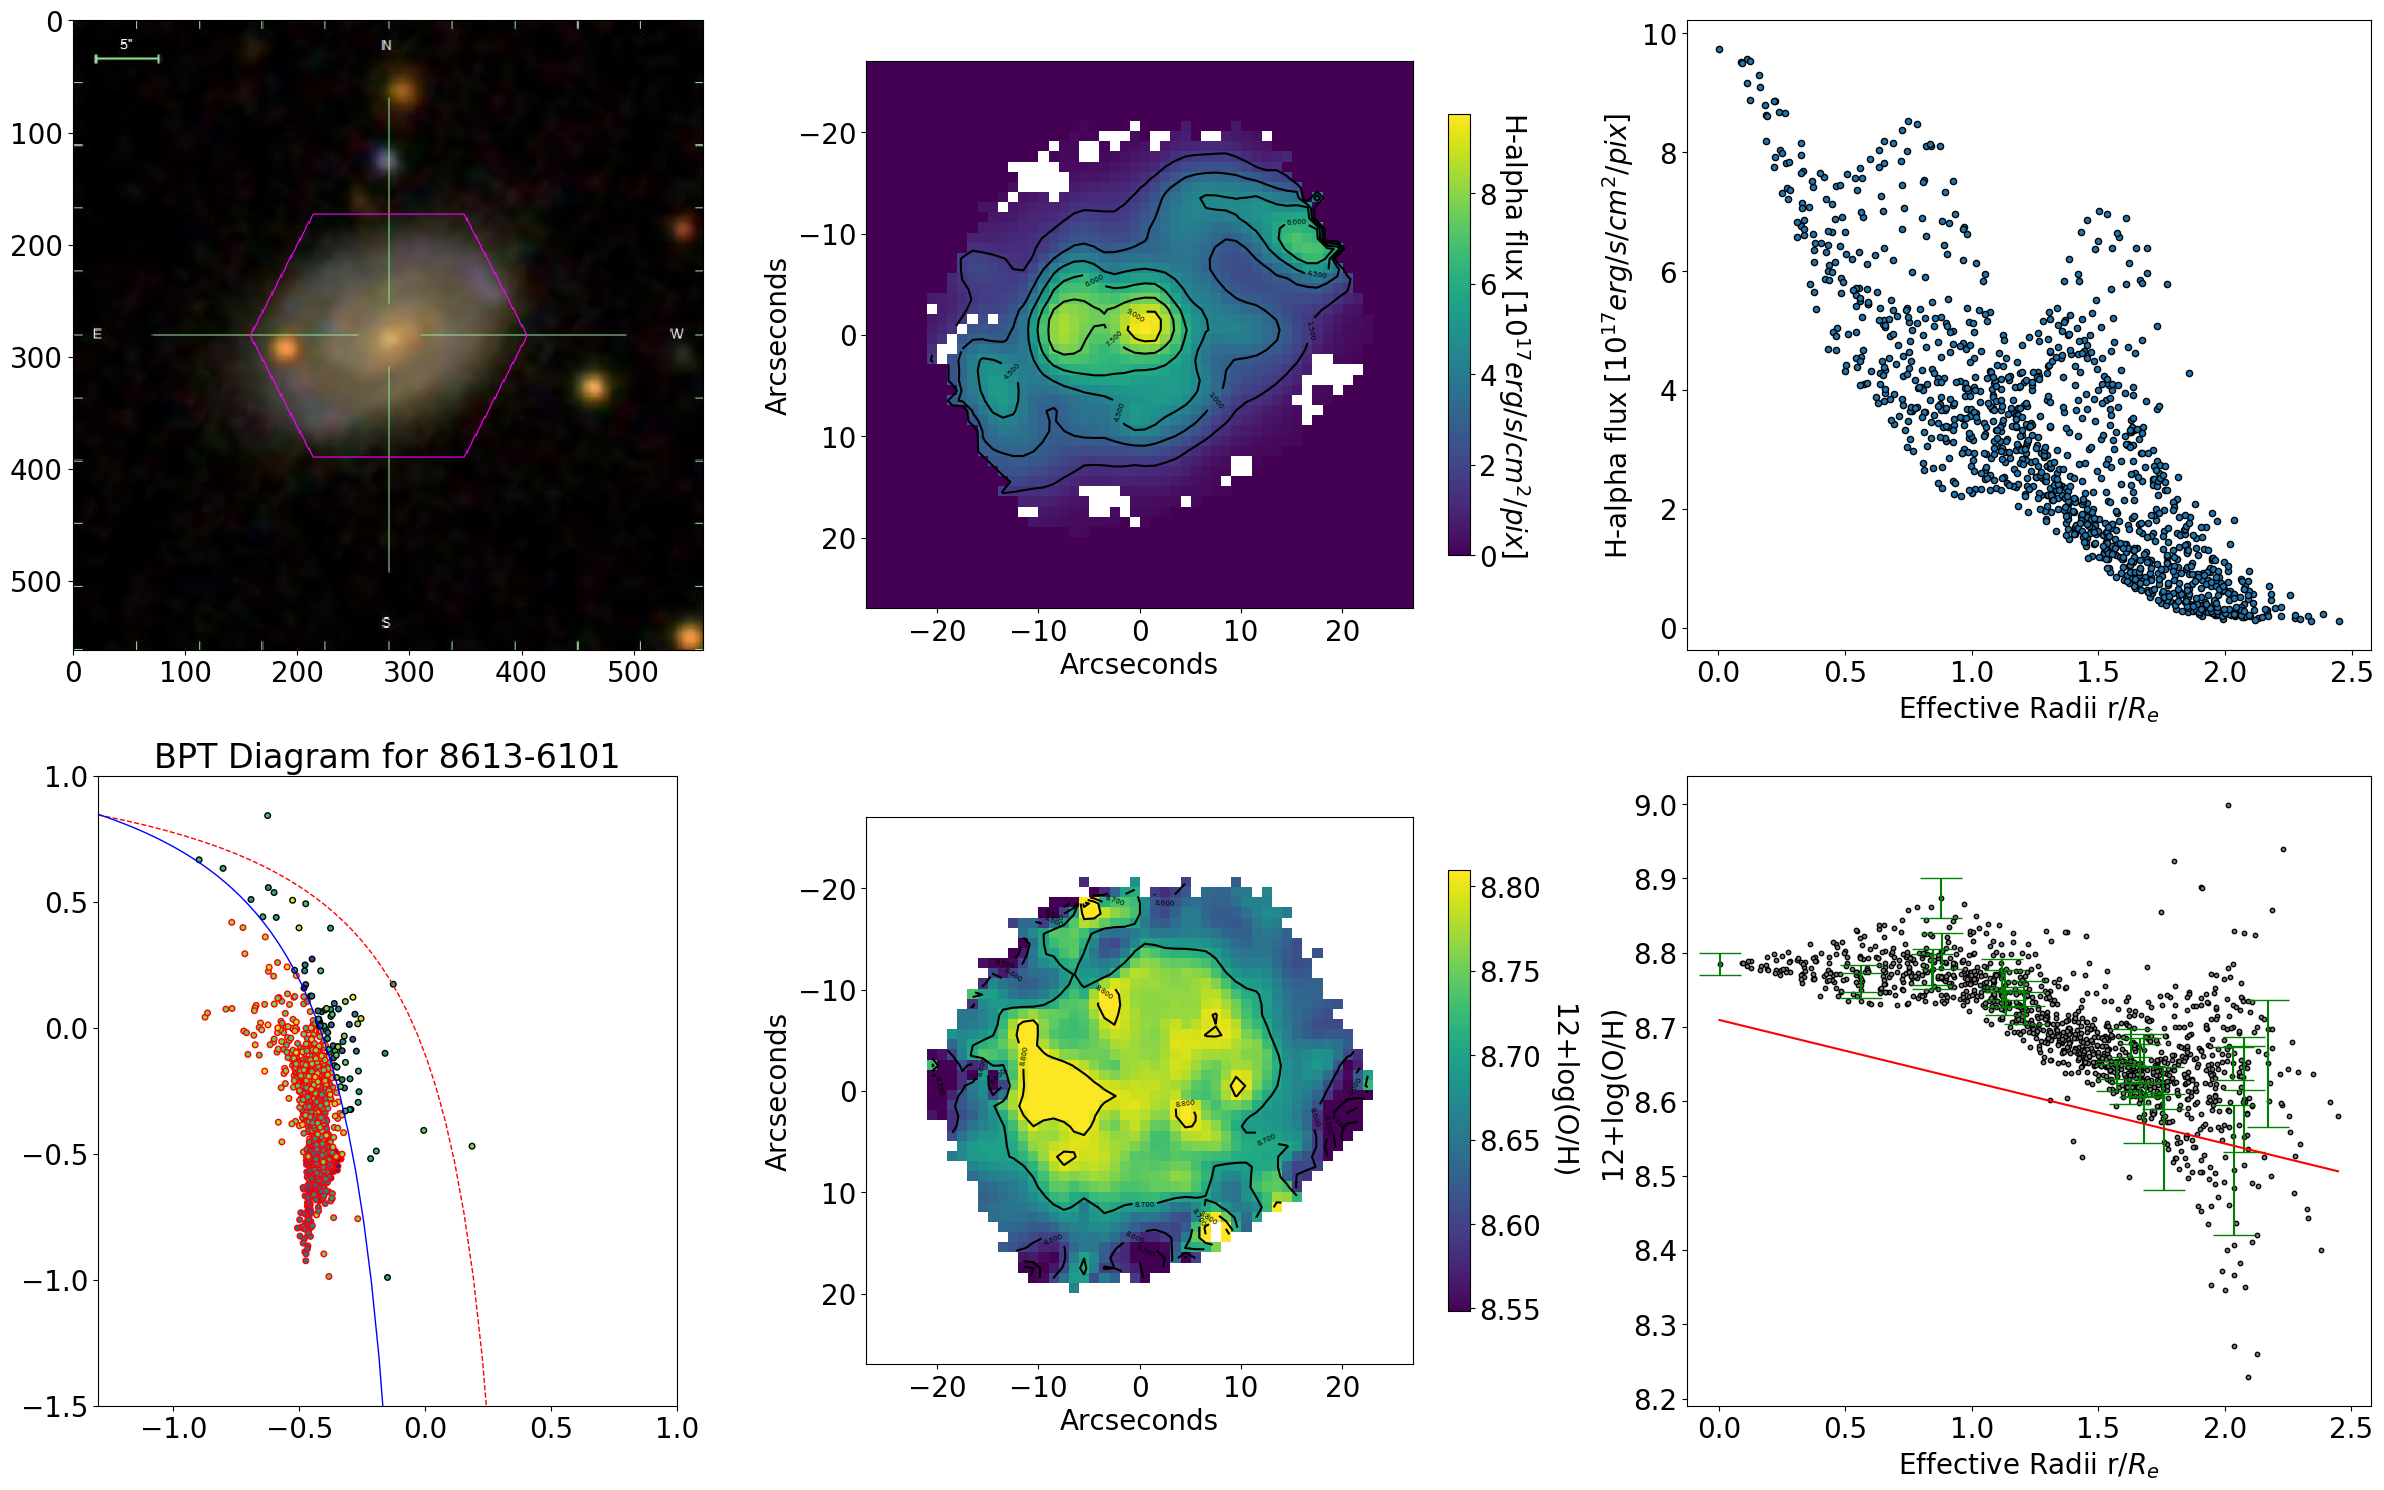 0
100
200
300
400
500
0 100 200 300 400 500
5"
N
E
W
S
−20
−10
0
10
20
−20 −10 0 10 20
Arcseconds
Arcseconds
8
6
4
2
0
H-alpha flux [10^17 erg/s/cm^2/pix]
10
8
6
4
2
0
0.0 0.5 1.0 1.5 2.0 2.5
H-alpha flux [10^17 erg/s/cm^2/pix]
Effective Radii r/R_e
BPT Diagram for 8613-6101
1.0
0.5
0.0
−0.5
−1.0
−1.5
−1.0 −0.5 0.0 0.5 1.0
−20
−10
0
10
20
−20 −10 0 10 20
Arcseconds
Arcseconds
8.80
8.75
8.70
8.65
8.60
8.55
12+log(O/H)
9.0
8.9
8.8
8.7
8.6
8.5
8.4
8.3
8.2
0.0 0.5 1.0 1.5 2.0 2.5
12+log(O/H)
Effective Radii r/R_e